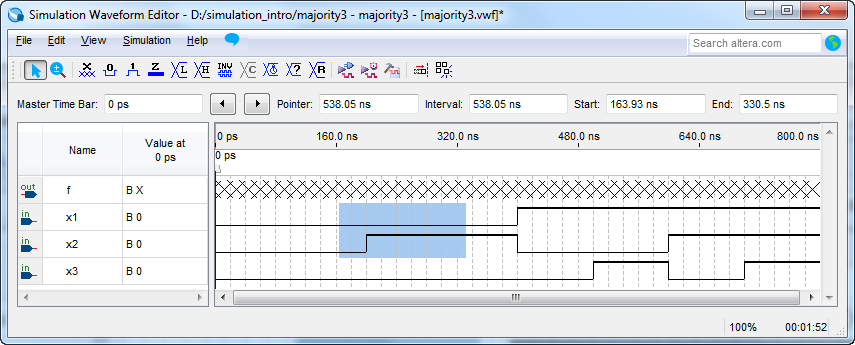 Simulation Waveform Editor - D:/simulation_intro/majority3 - majority3 - [majority3.vwf]*
File Edit View Simulation Help Search altera.com
X 0 1 Z L H INV C ? R
Master Time Bar: 0 ps Pointer: 538.05 ns Interval: 538.05 ns Start: 163.93 ns End: 330.5 ns
Name Value at 0 ps
0 ps 160.0 ns 320.0 ns 480.0 ns 640.0 ns 800.0 ns
0 ps
out f B X
in x1 B 0
in x2 B 0
in x3 B 0
100% 00:01:52